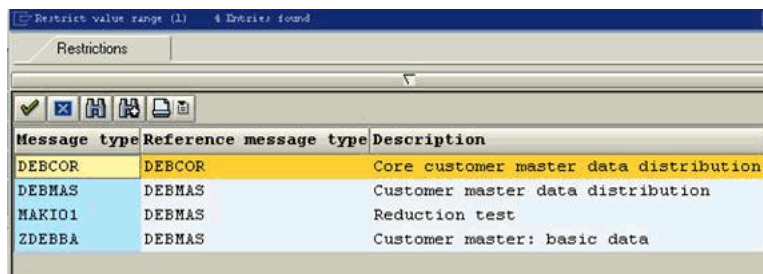 Restrict value range (1) 4 Entries found
Restrictions
Message type Reference message type Description
DEBCOR DEBCOR Core customer master data distribution
DEBMAS DEBMAS Customer master data distribution
MAKIO1 DEBMAS Reduction test
ZDEBBA DEBMAS Customer master: basic data